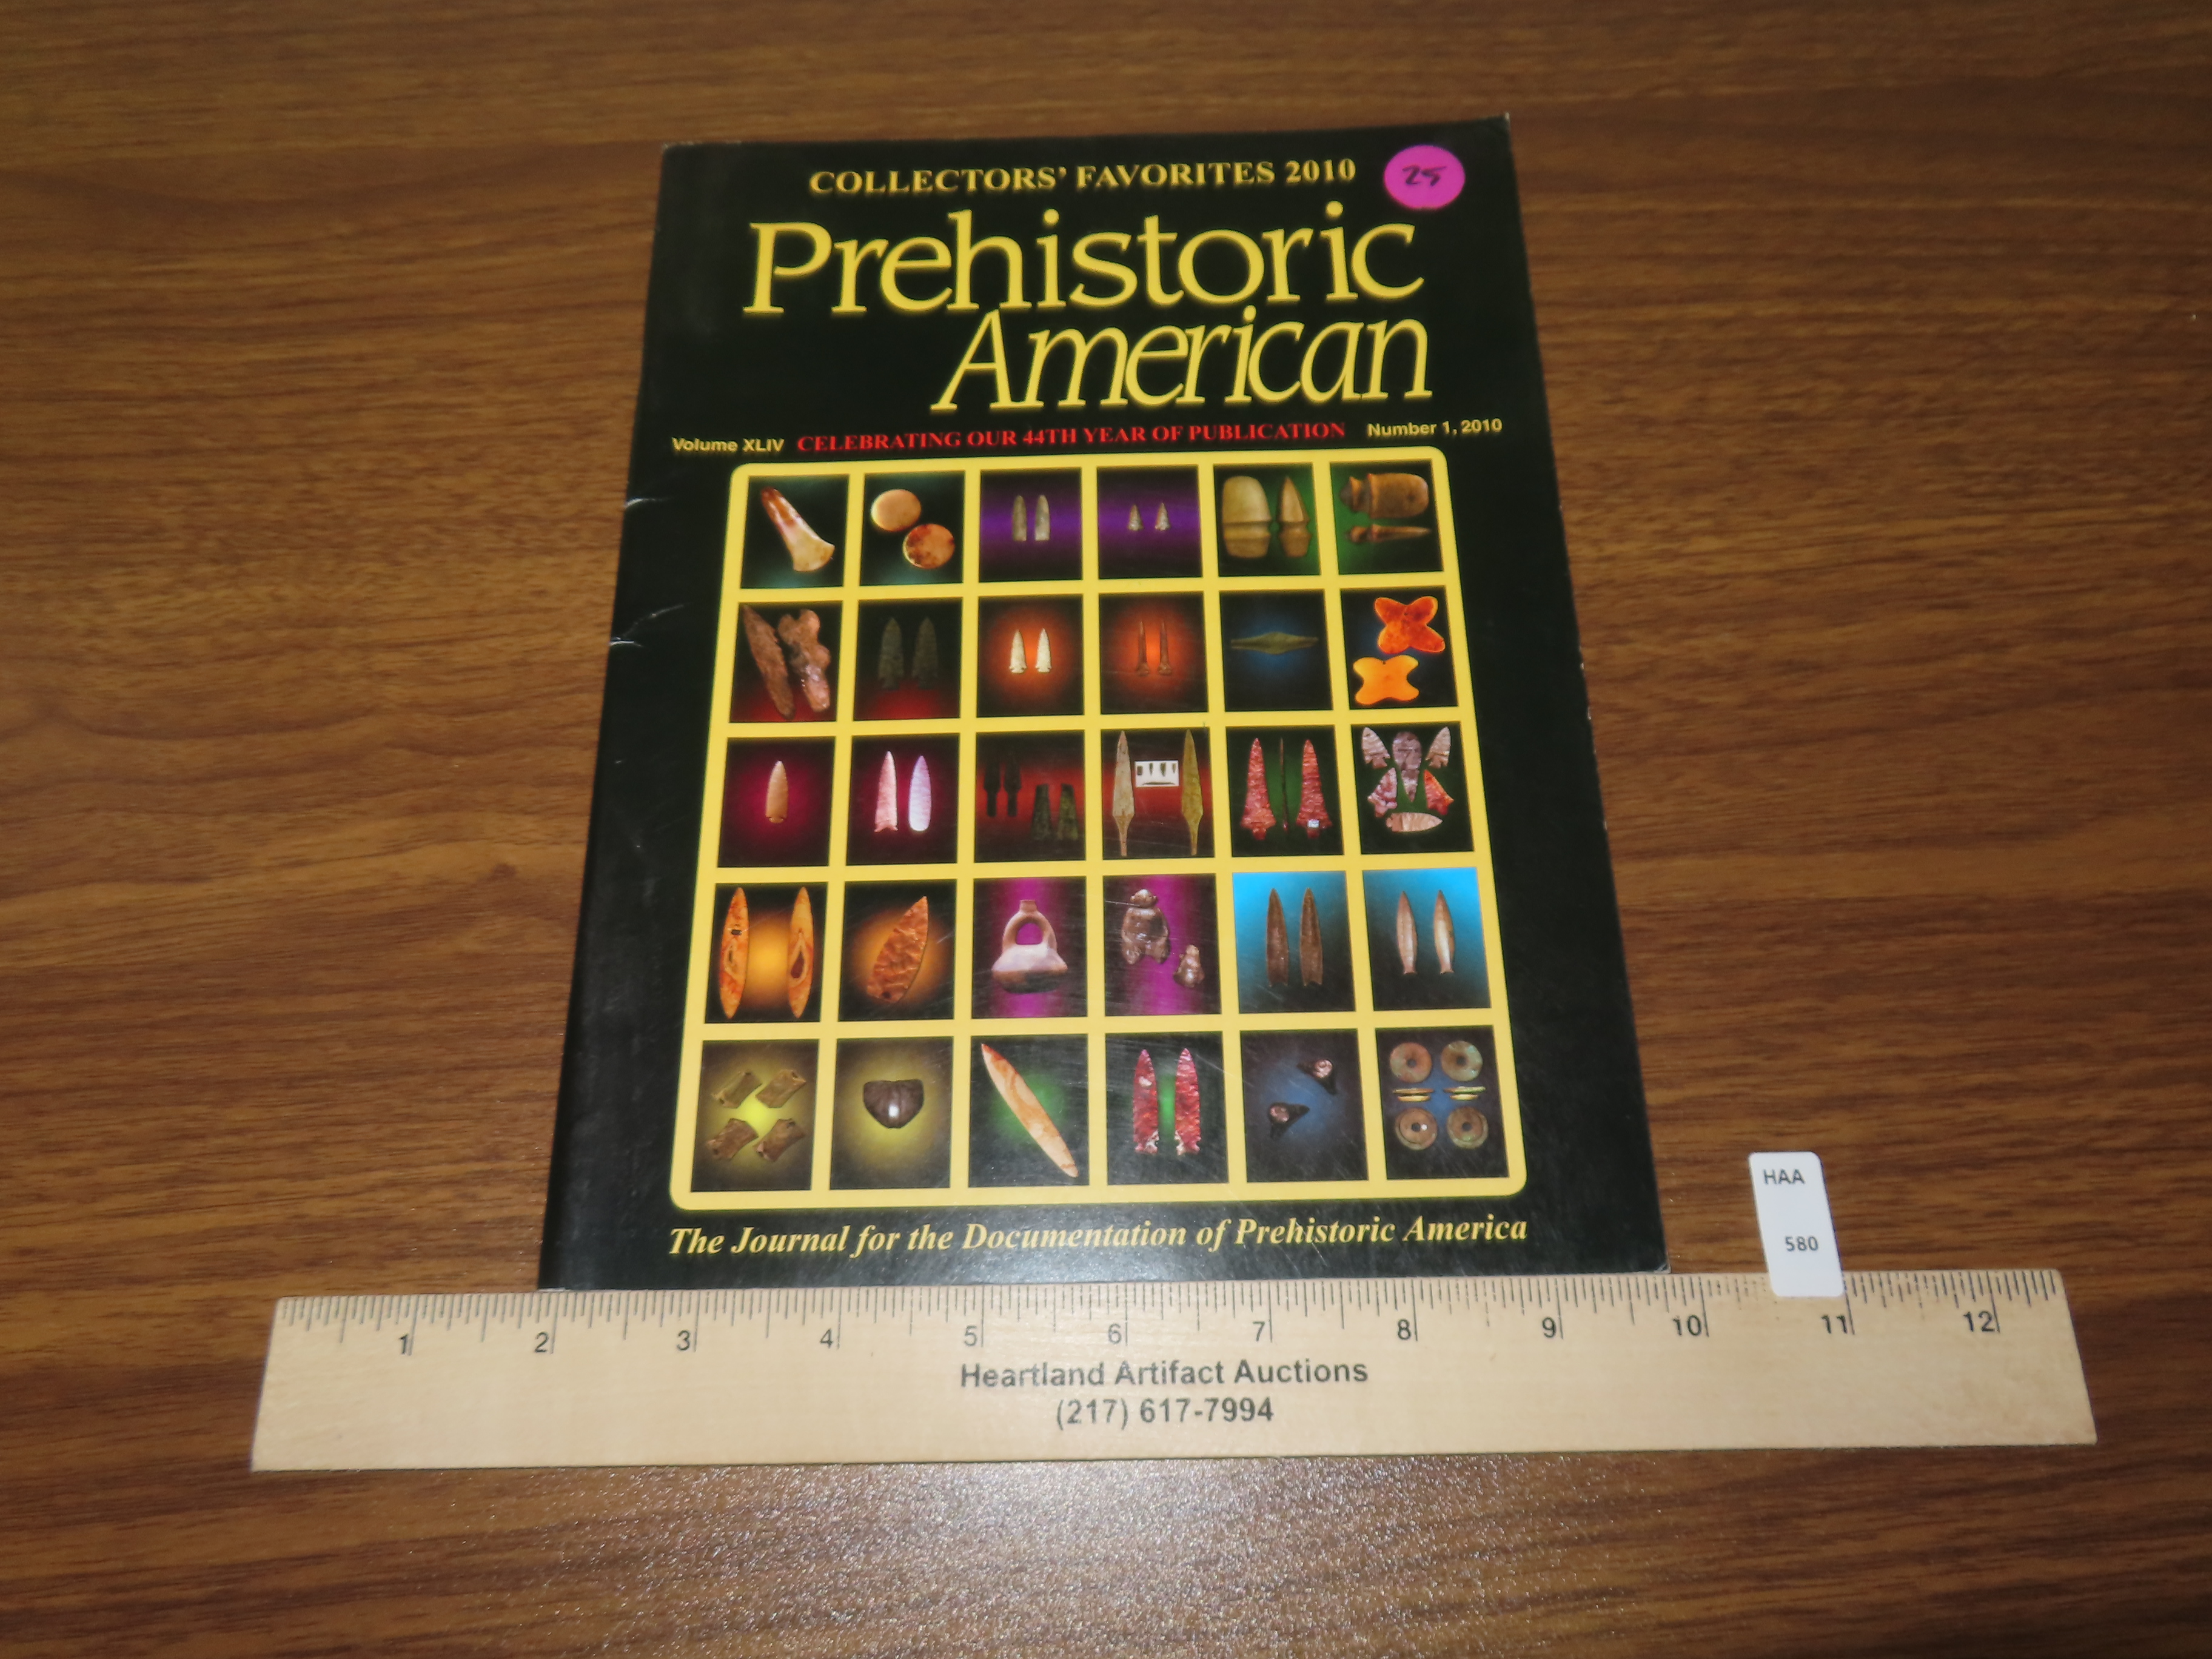 COLLECTORS' FAVORITES 2010
25
Prehistoric
American
Volume XLIV CELEBRATING OUR 44TH YEAR OF PUBLICATION Number 1, 2010
The Journal for the Documentation of Prehistoric America
HAA
580
1 2 3 4 5 6 7 8 9 10 11 12
Heartland Artifact Auctions
(217) 617-7994